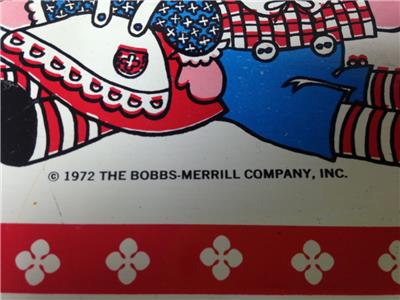 © 1972 THE BOBBS-MERRILL COMPANY, INC.